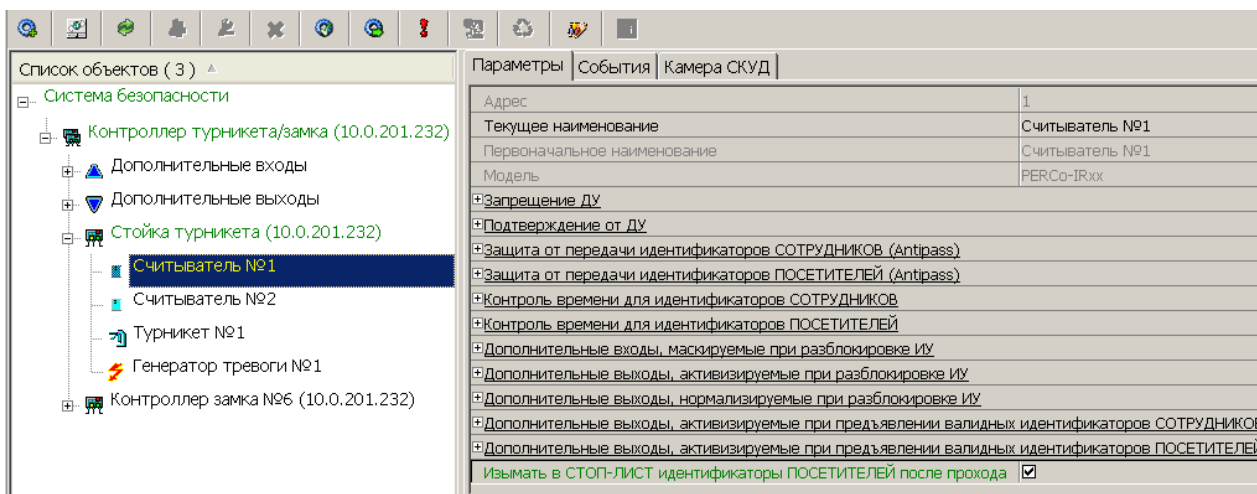 Список объектов ( 3 )
Система безопасности
Контроллер турникета/замка (10.0.201.232)
Дополнительные входы
Дополнительные выходы
Стойка турникета (10.0.201.232)
Считыватель №1
Считыватель №2
Турникет №1
Генератор тревоги №1
Контроллер замка №6 (10.0.201.232)
Параметры События Камера СКУД
Адрес 1
Текущее наименование Считыватель №1
Первоначальное наименование Считыватель №1
Модель PERCo-IRxx
Запрещение ДУ
Подтверждение от ДУ
Защита от передачи идентификаторов СОТРУДНИКОВ (Antipass)
Защита от передачи идентификаторов ПОСЕТИТЕЛЕЙ (Antipass)
Контроль времени для идентификаторов СОТРУДНИКОВ
Контроль времени для идентификаторов ПОСЕТИТЕЛЕЙ
Дополнительные входы, маскируемые при разблокировке ИУ
Дополнительные выходы, активизируемые при разблокировке ИУ
Дополнительные выходы, нормализируемые при разблокировке ИУ
Дополнительные выходы, активизируемые при предъявлении валидных идентификаторов
Дополнительные выходы, активизируемые при предъявлении валидных идентификаторов
Изымать в СТОП-ЛИСТ идентификаторы ПОСЕТИТЕЛЕЙ после прохода